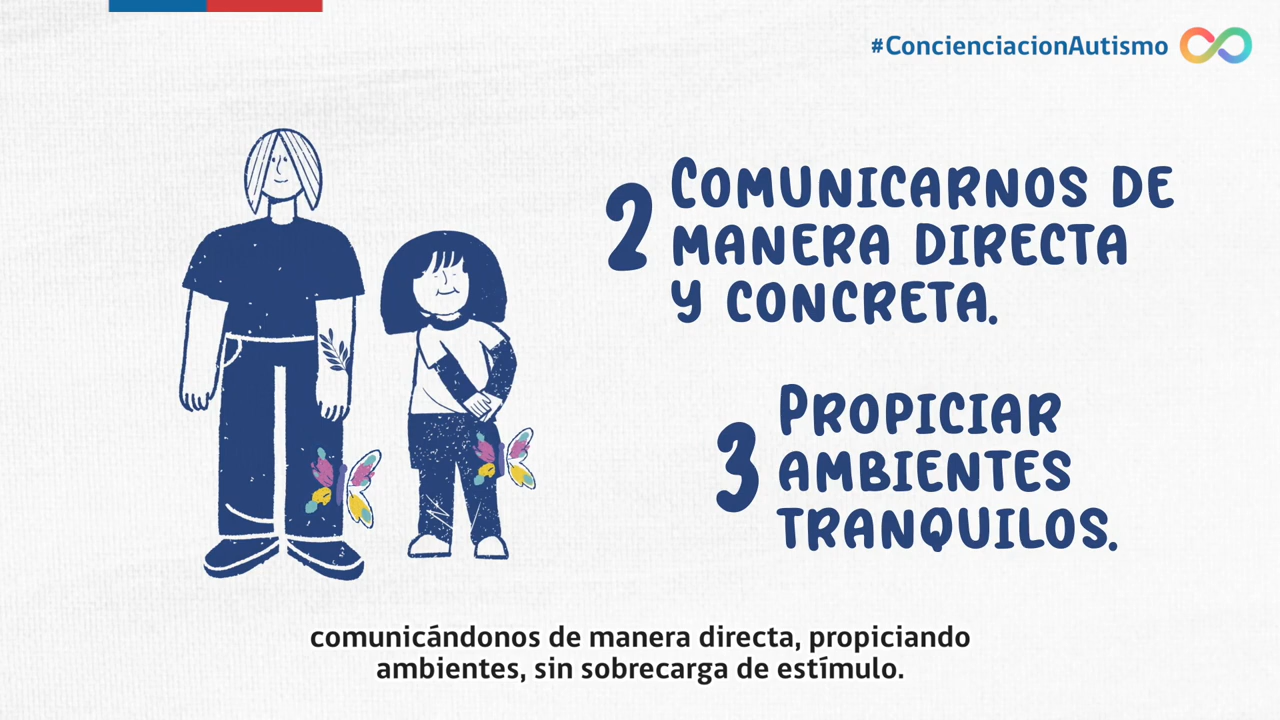 #ConcienciacionAutismo
2 COMUNICARNOS DE
MANERA DIRECTA
Y CONCRETA.
3 PROPICIAR
AMBIENTES
TRANQUILOS.
comunicándonos de manera directa, propiciando
ambientes, sin sobrecarga de estímulo.